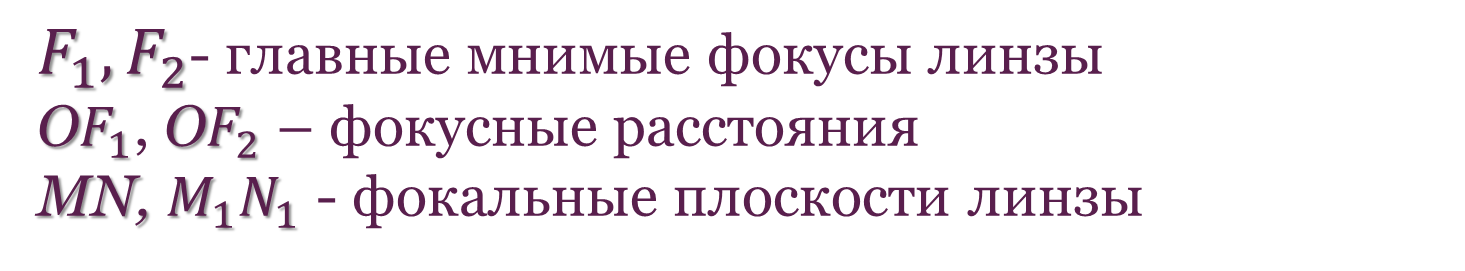 F₁, F₂- главные мнимые фокусы линзы
OF₁, OF₂ – фокусные расстояния
MN, M₁N₁ - фокальные плоскости линзы